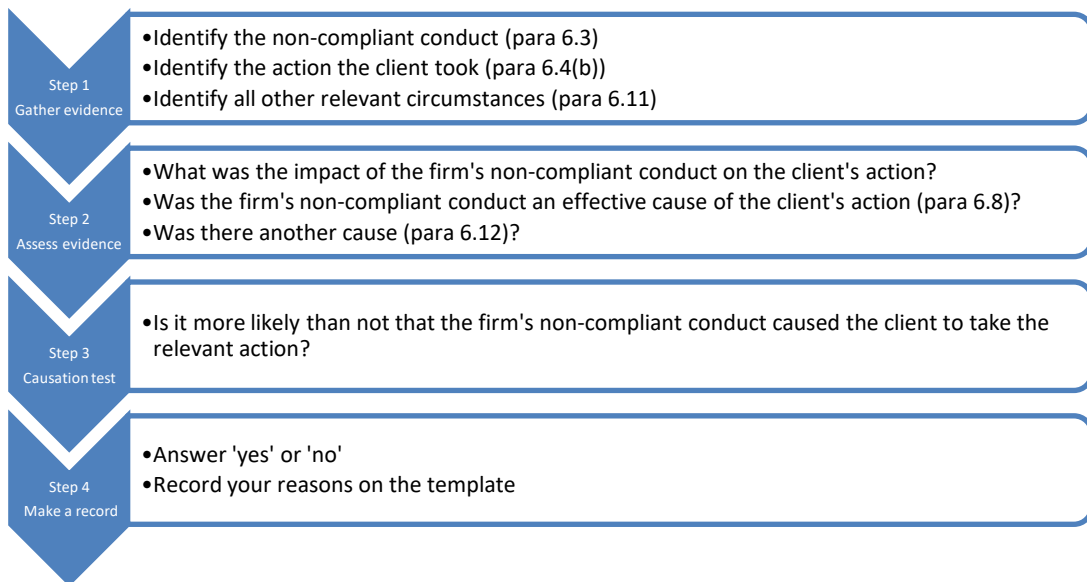 Step 1
Gather evidence
•Identify the non-compliant conduct (para 6.3)
•Identify the action the client took (para 6.4(b))
•Identify all other relevant circumstances (para 6.11)
Step 2
Assess evidence
•What was the impact of the firm's non-compliant conduct on the client's action?
•Was the firm's non-compliant conduct an effective cause of the client's action (para 6.8)?
•Was there another cause (para 6.12)?
Step 3
Causation test
•Is it more likely than not that the firm's non-compliant conduct caused the client to take the
relevant action?
Step 4
Make a record
•Answer 'yes' or 'no'
•Record your reasons on the template